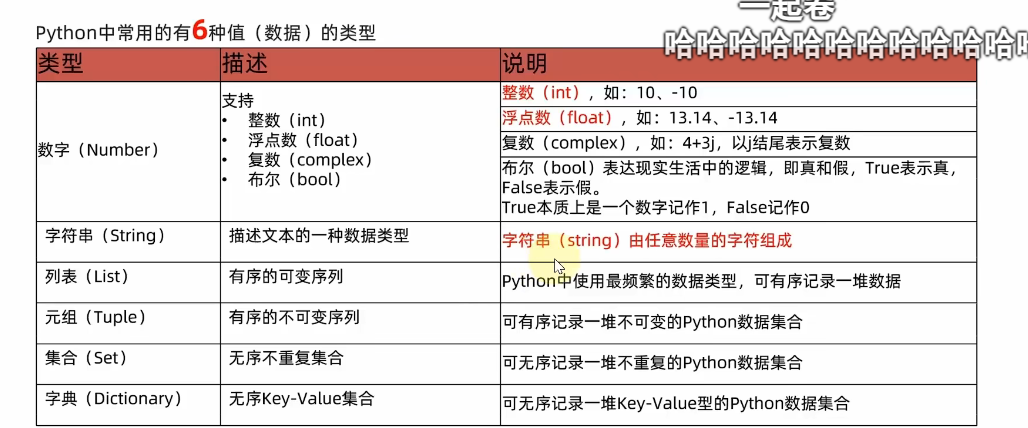 一起卷
Python中常用的有6种值（数据）的类型
哈哈哈哈哈哈哈哈哈哈哈哈
类型 描述 说明
数字（Number）
支持
• 整数（int）
• 浮点数（float）
• 复数（complex）
• 布尔（bool）
整数（int），如：10、-10
浮点数（float），如：13.14、-13.14
复数（complex），如：4+3j，以j结尾表示复数
布尔（bool）表达现实生活中的逻辑，即真和假，True表示真，
False表示假。
True本质上是一个数字记作1，False记作0
字符串（String） 描述文本的一种数据类型 字符串（string）由任意数量的字符组成
列表（List） 有序的可变序列 Python中使用最频繁的数据类型，可有序记录一堆数据
元组（Tuple） 有序的不可变序列 可有序记录一堆不可变的Python数据集合
集合（Set） 无序不重复集合 可无序记录一堆不重复的Python数据集合
字典（Dictionary） 无序Key-Value集合 可无序记录一堆Key-Value型的Python数据集合